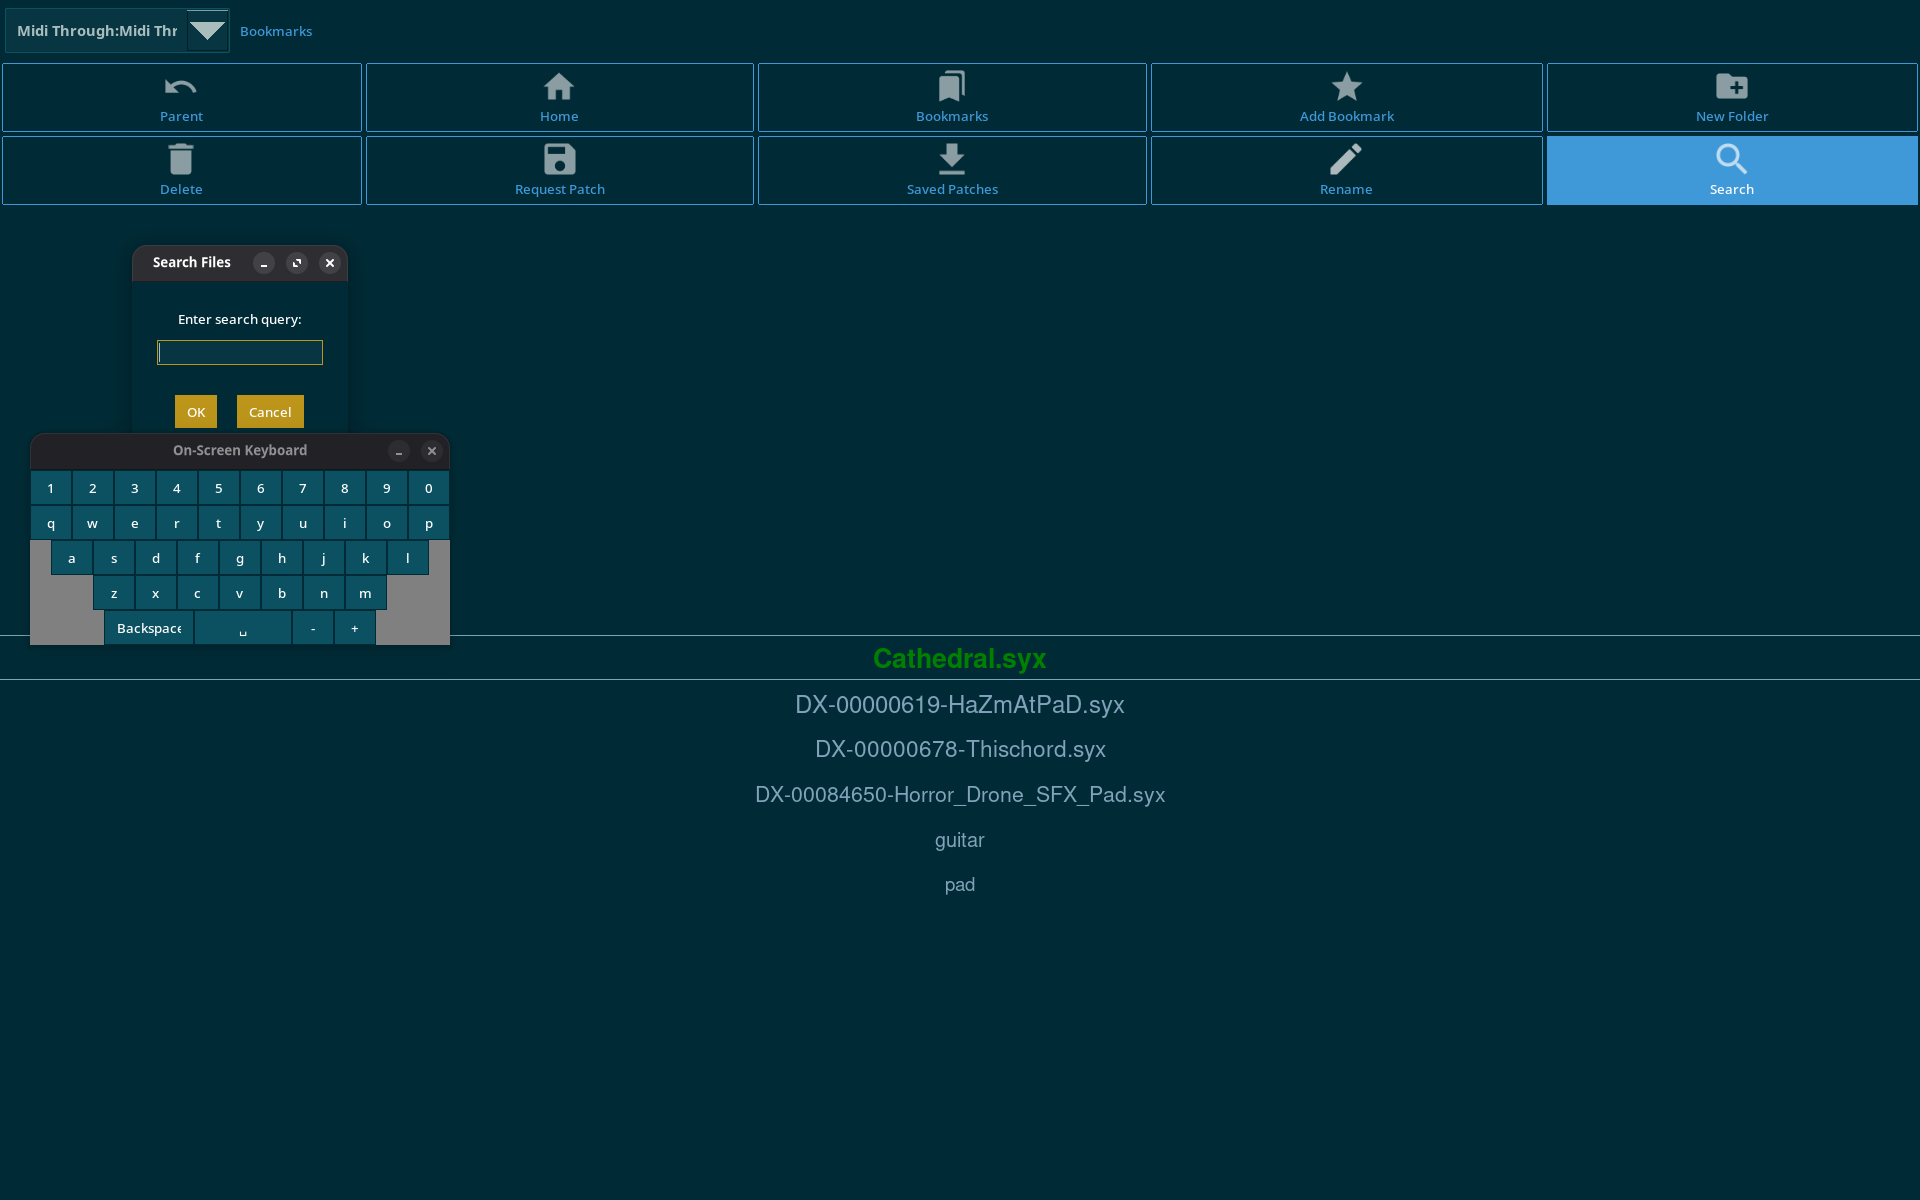 Midi Through:Midi Thr
Bookmarks
Parent
Home
Bookmarks
Add Bookmark
New Folder
Delete
Request Patch
Saved Patches
Rename
Search
Search Files
Enter search query:
OK
Cancel
On-Screen Keyboard
1 2 3 4 5 6 7 8 9 0
q w e r t y u i o p
a s d f g h j k l
z x c v b n m
Backspace ␣ - +
Cathedral.syx
DX-00000619-HaZmAtPaD.syx
DX-00000678-Thischord.syx
DX-00084650-Horror_Drone_SFX_Pad.syx
guitar
pad